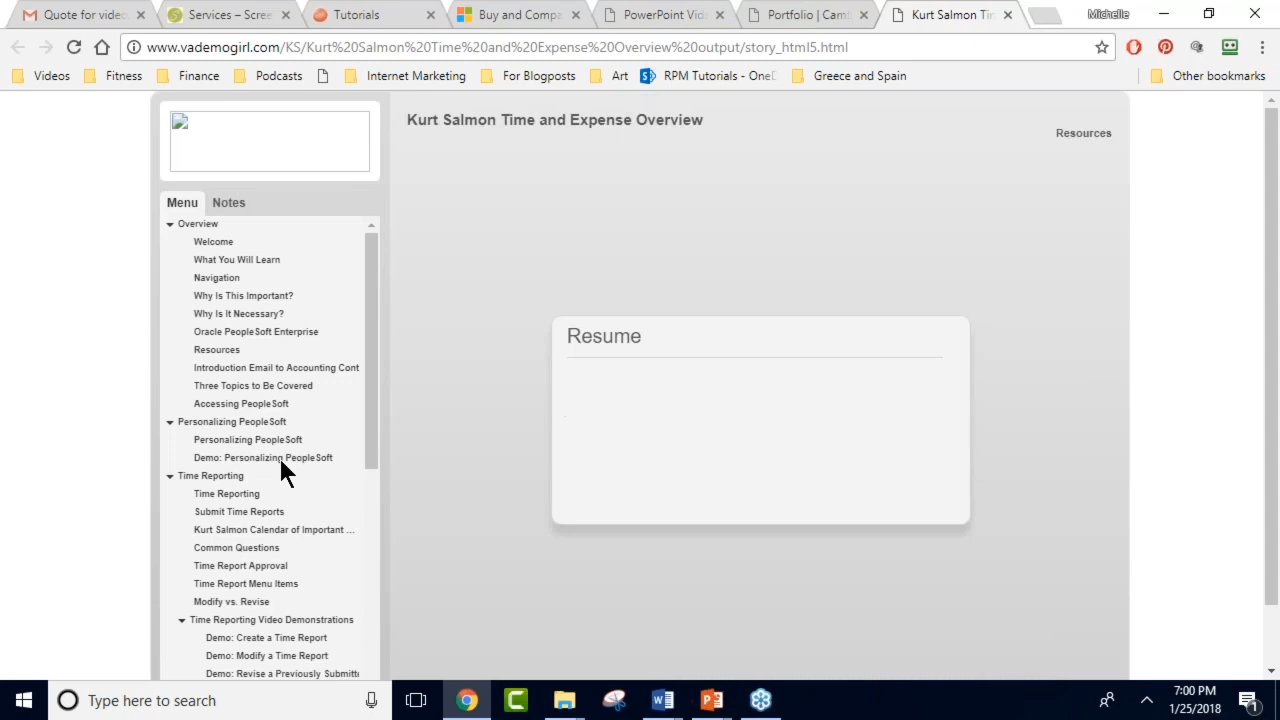 Quote for video
Services – Scree
Tutorials
Buy and Compa
PowerPoint Vid
Portfolio | Camb
Kurt Salmon Tim
Michelle
www.vademogirl.com/KS/Kurt%20Salmon%20Time%20and%20Expense%20Overview%20output/story_html5.html
Videos
Fitness
Finance
Podcasts
Internet Marketing
For Blogposts
Art
RPM Tutorials - OneD
Greece and Spain
Other bookmarks
Kurt Salmon Time and Expense Overview
Resources
Menu
Notes
Overview
Welcome
What You Will Learn
Navigation
Why Is This Important?
Why Is It Necessary?
Oracle PeopleSoft Enterprise
Resources
Introduction Email to Accounting Cont
Three Topics to Be Covered
Accessing PeopleSoft
Personalizing PeopleSoft
Personalizing PeopleSoft
Demo: Personalizing PeopleSoft
Time Reporting
Time Reporting
Submit Time Reports
Kurt Salmon Calendar of Important ...
Common Questions
Time Report Approval
Time Report Menu Items
Modify vs. Revise
Time Reporting Video Demonstrations
Demo: Create a Time Report
Demo: Modify a Time Report
Demo: Revise a Previously Submitte
Resume
Type here to search
7:00 PM
1/25/2018
1